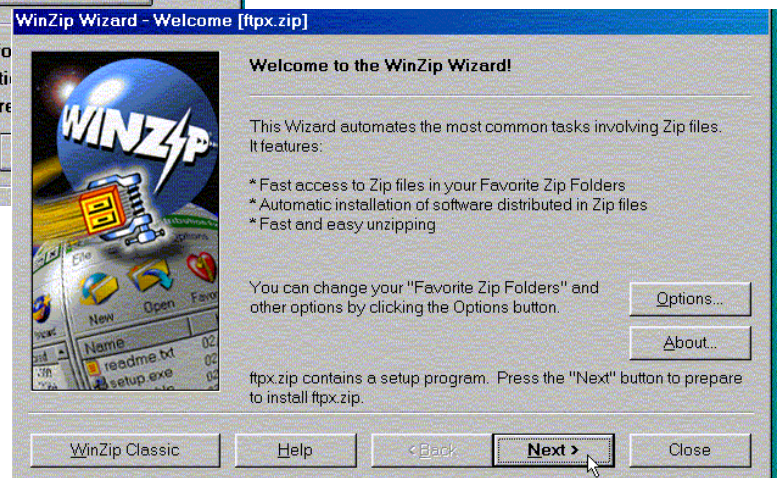 WinZip Wizard - Welcome [ftpx.zip]
Welcome to the WinZip Wizard!
This Wizard automates the most common tasks involving Zip files.
It features:
* Fast access to Zip files in your Favorite Zip Folders
* Automatic installation of software distributed in Zip files
* Fast and easy unzipping
You can change your "Favorite Zip Folders" and
other options by clicking the Options button.
Options...
About...
ftpx.zip contains a setup program. Press the "Next" button to prepare
to install ftpx.zip.
WINZIP
File
New
Open
Name
readme.txt
setup.exe
WinZip Classic
Help
< Back
Next >
Close